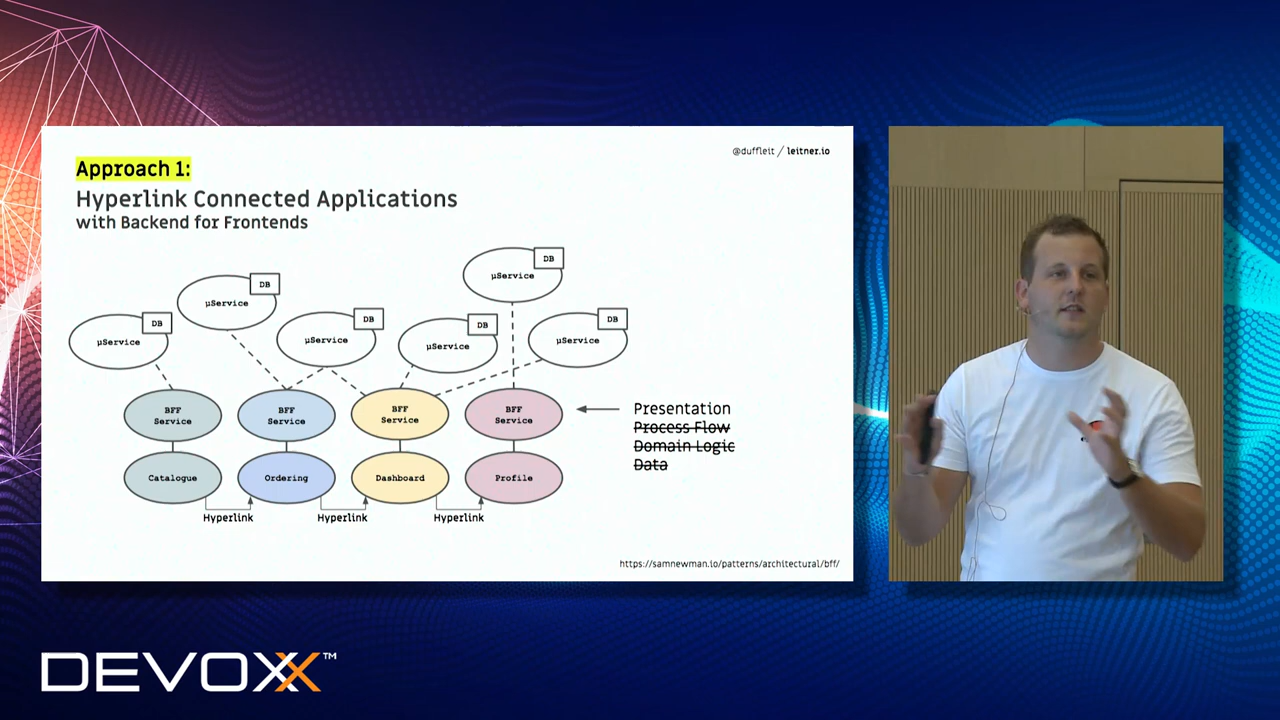 @duffleit / leitner.io
Approach 1:
Hyperlink Connected Applications
with Backend for Frontends
DB
µService
DB
µService
DB
µService
DB
µService
DB
µService
DB
µService
BFF
Service
BFF
Service
BFF
Service
BFF
Service
Presentation
Process Flow
Domain Logic
Data
Catalogue
Ordering
Dashboard
Profile
Hyperlink
Hyperlink
Hyperlink
https://samnewman.io/patterns/architectural/bff/
DEVOXX™